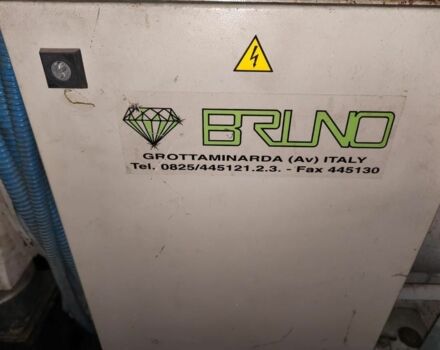 BRUNO
GROTTAMINARDA (Av) ITALY
Tel. 0825/445121.2.3. - Fax 445130